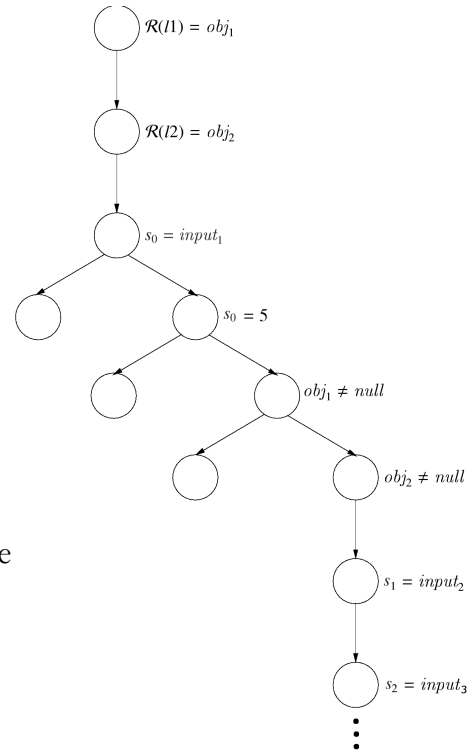 ℛ(l1) = obj₁
ℛ(l2) = obj₂
s₀ = input₁
s₀ = 5
obj₁ ≠ null
obj₂ ≠ null
e
s₁ = input₂
s₂ = input₃